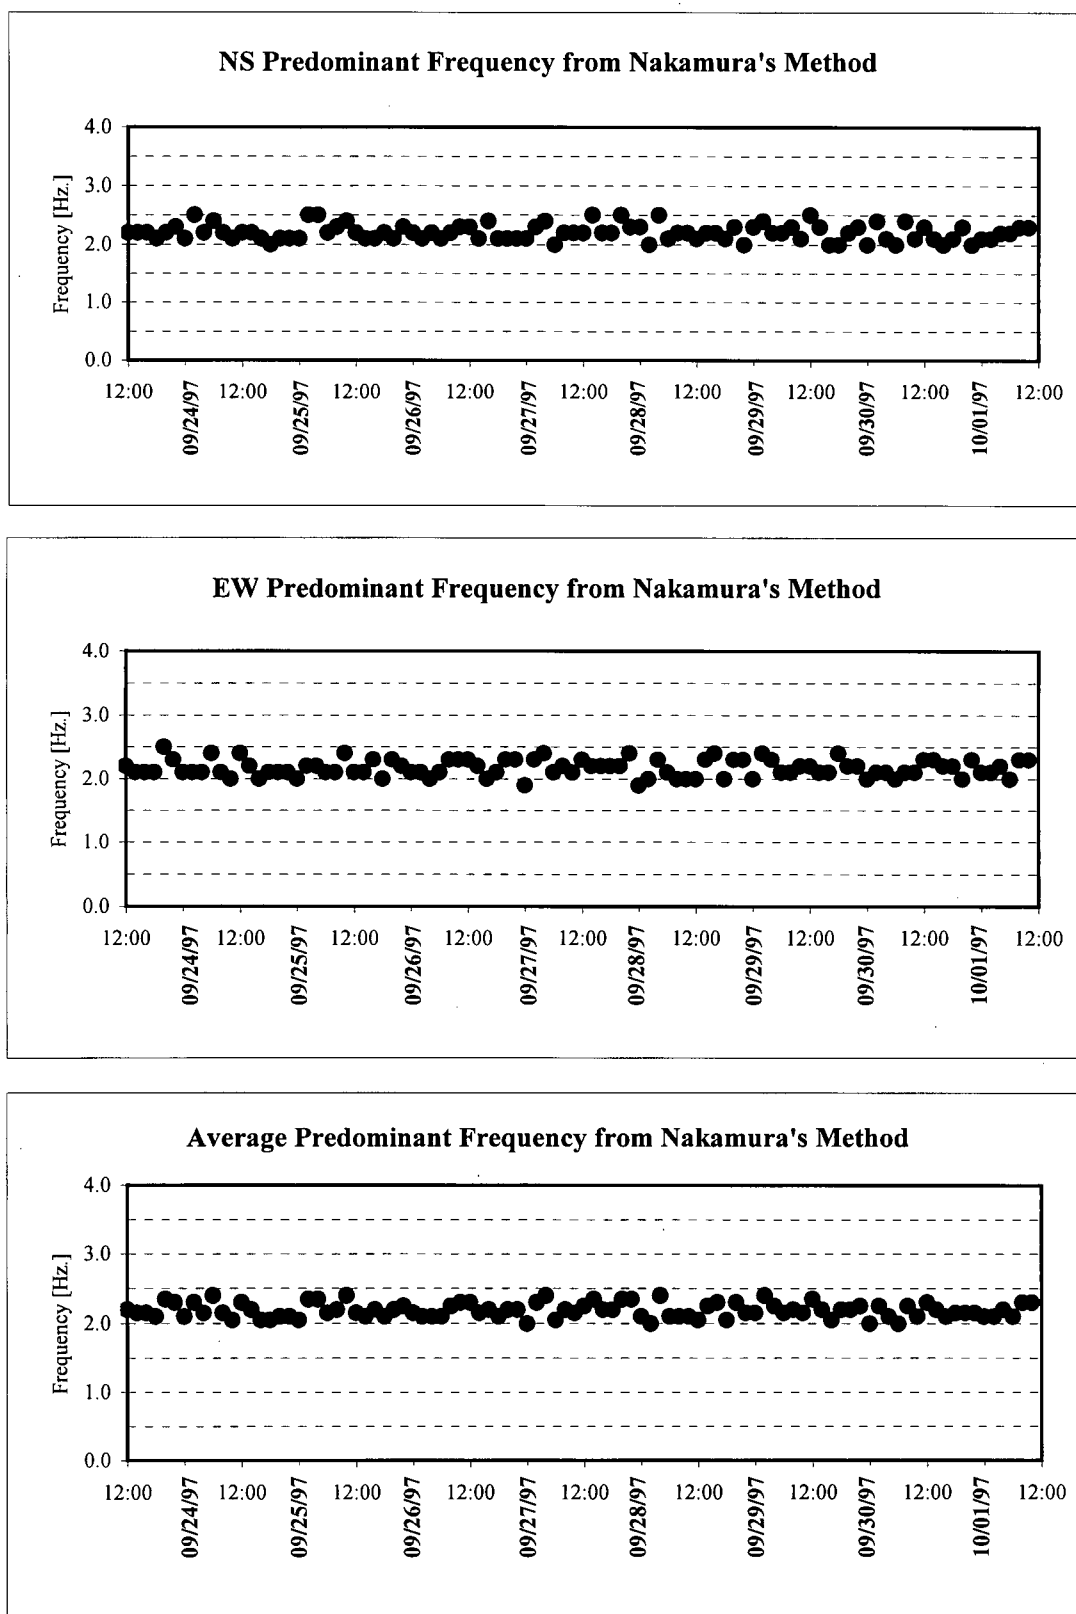 NS Predominant Frequency from Nakamura's Method
4.0
3.0
2.0
1.0
0.0
Frequency [Hz.]
12:00 09/24/97 12:00 09/25/97 12:00 09/26/97 12:00 09/27/97 12:00 09/28/97 12:00 09/29/97 12:00 09/30/97 12:00 10/01/97 12:00
EW Predominant Frequency from Nakamura's Method
4.0
3.0
2.0
1.0
0.0
Frequency [Hz.]
12:00 09/24/97 12:00 09/25/97 12:00 09/26/97 12:00 09/27/97 12:00 09/28/97 12:00 09/29/97 12:00 09/30/97 12:00 10/01/97 12:00
Average Predominant Frequency from Nakamura's Method
4.0
3.0
2.0
1.0
0.0
Frequency [Hz.]
12:00 09/24/97 12:00 09/25/97 12:00 09/26/97 12:00 09/27/97 12:00 09/28/97 12:00 09/29/97 12:00 09/30/97 12:00 10/01/97 12:00